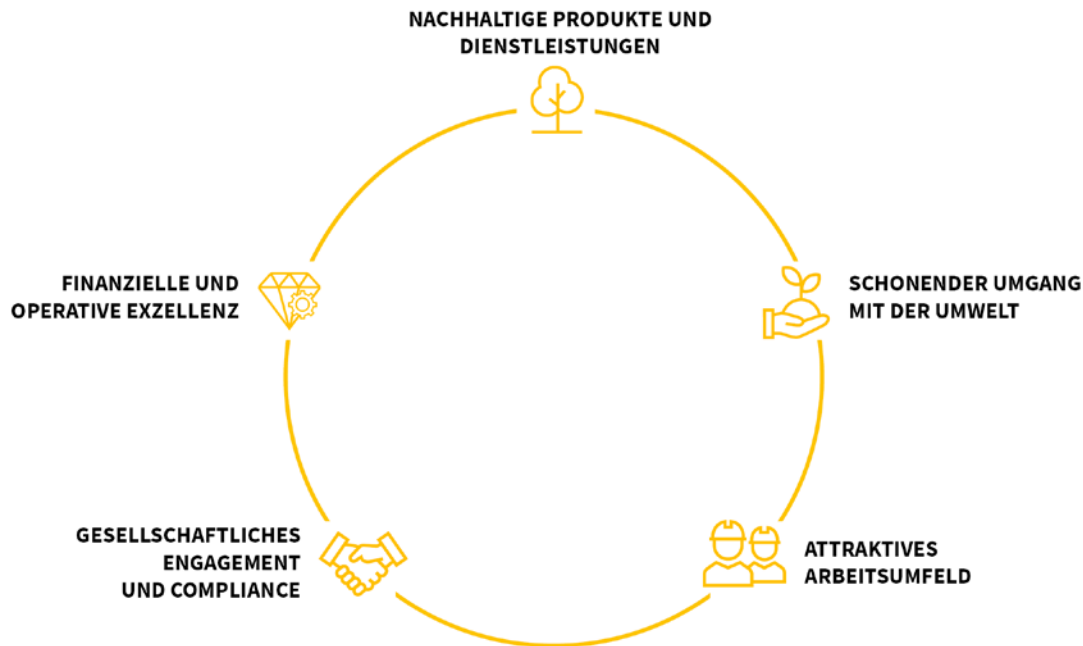 NACHHALTIGE PRODUKTE UND
DIENSTLEISTUNGEN
SCHONENDER UMGANG
MIT DER UMWELT
ATTRAKTIVES
ARBEITSUMFELD
GESELLSCHAFTLICHES
ENGAGEMENT
UND COMPLIANCE
FINANZIELLE UND
OPERATIVE EXZELLENZ